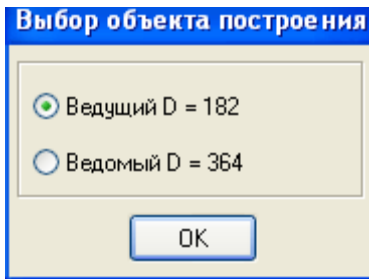 Выбор объекта построения
Ведущий D = 182
Ведомый D = 364
OK